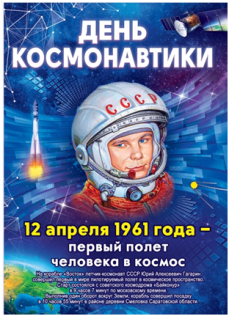 ДЕНЬ
КОСМОНАВТИКИ
СССР
12 апреля 1961 года –
первый полет
человека в космос
На корабле «Восток» летчик-космонавт СССР Юрий Алексеевич Гагарин
совершил первый в мире пилотируемый полет в космическое пространство.
Старт состоялся с советского космодрома «Байконур»
в 9 часов 7 минут по московскому времени.
Выполнив один оборот вокруг Земли, корабль совершил посадку
в 10 часов 55 минут в районе деревни Смеловка Саратовской области.